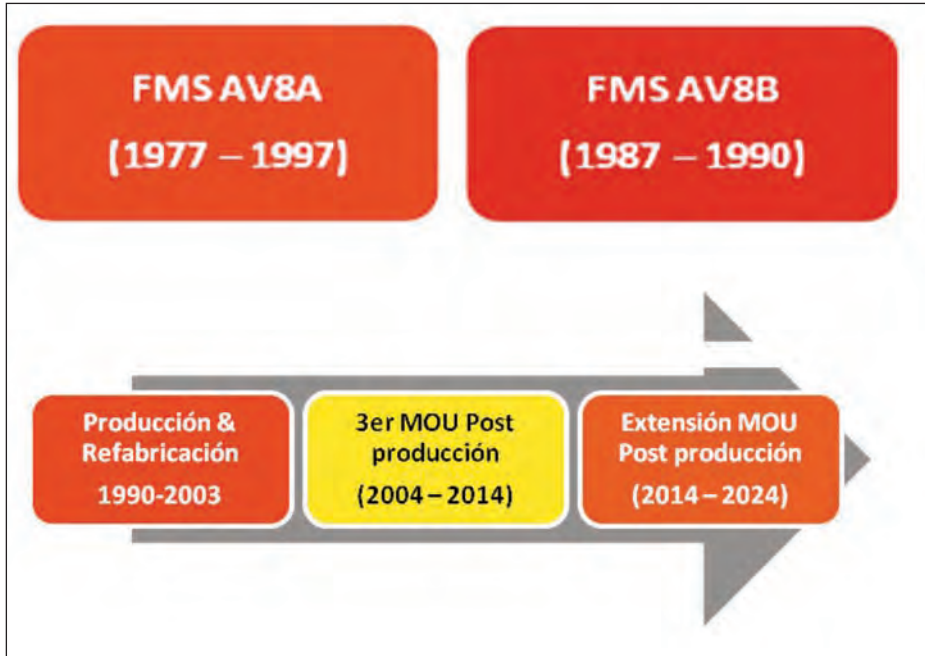 FMS AV8A
(1977 – 1997)
FMS AV8B
(1987 – 1990)
Producción &
Refabricación
1990-2003
3er MOU Post
producción
(2004 – 2014)
Extensión MOU
Post producción
(2014 – 2024)